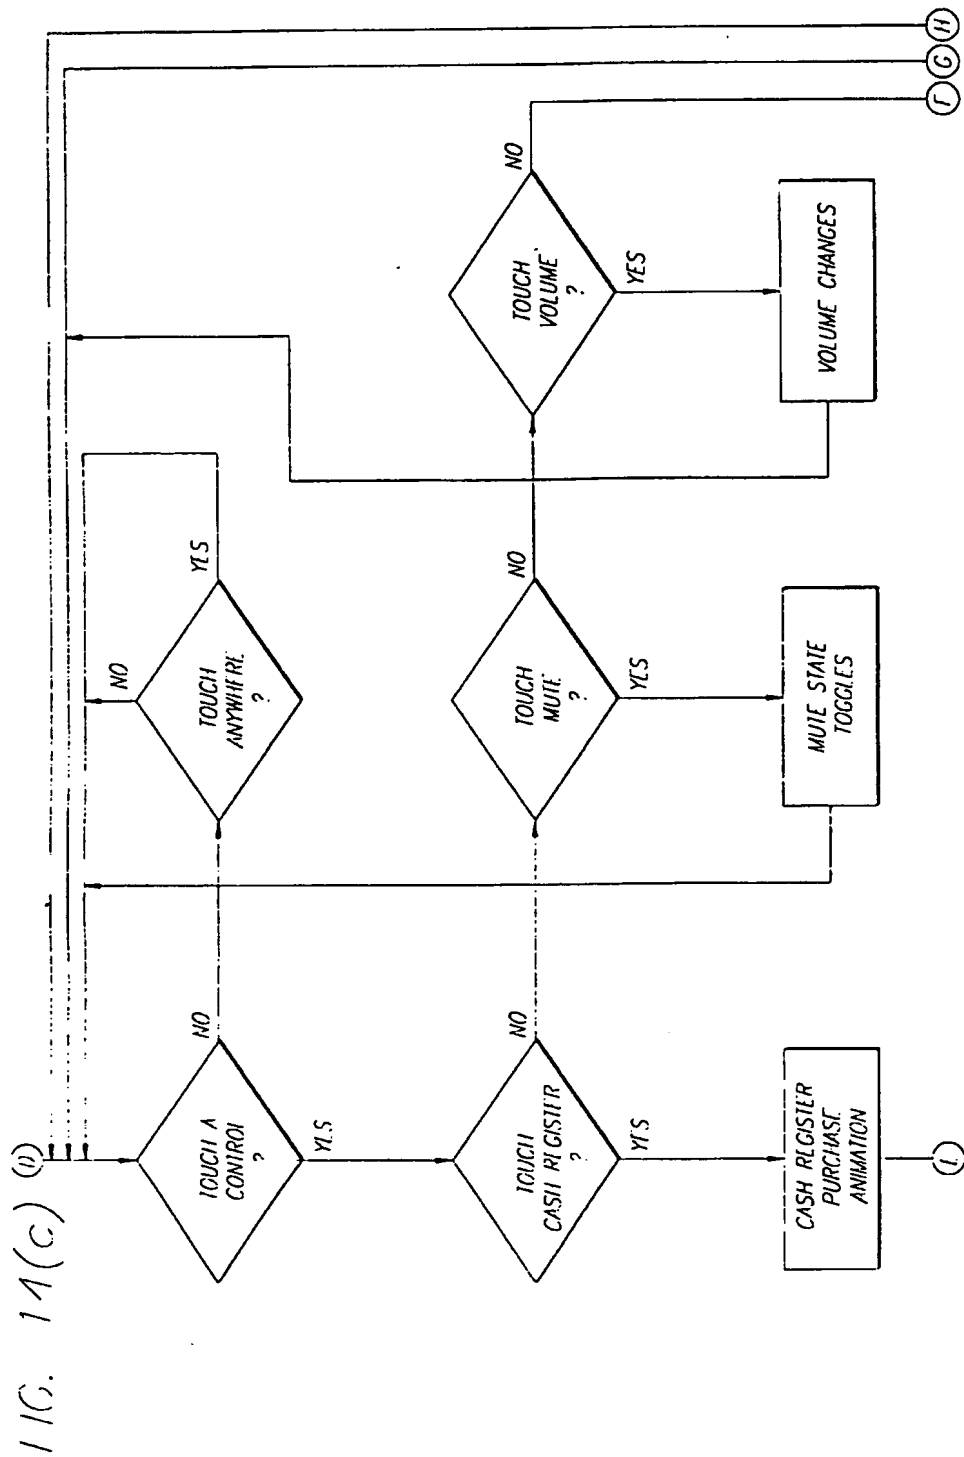 FIG. 14(c)
D
H
G
F
TOUCH A
CONTROL
?
NO
YES
TOUCH
ANYWHERE
?
NO
YES
TOUCH
CASH REGISTER
?
NO
YES
TOUCH
MUTE
?
NO
YES
TOUCH
VOLUME
?
NO
YES
CASH REGISTER
PURCHASE
ANIMATION
MUTE STATE
TOGGLES
VOLUME CHANGES